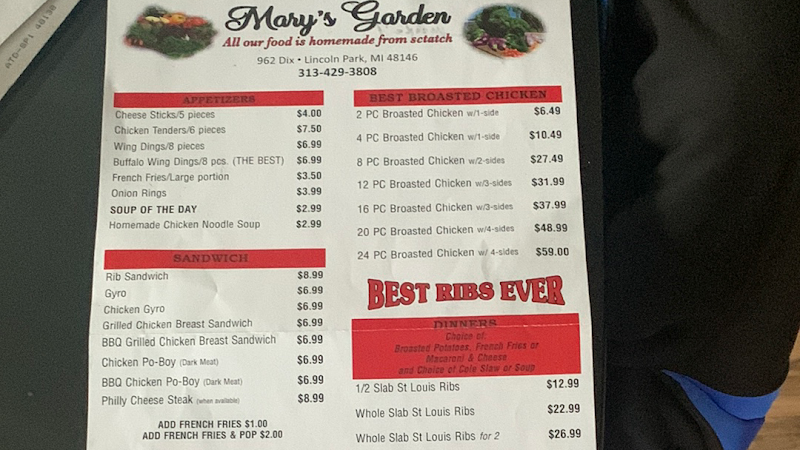 ATO-BP1 46130
Mary's Garden
All our food is homemade from sctatch
962 Dix • Lincoln Park, MI 48146
313-429-3808
APPETIZERS
Cheese Sticks/5 pieces $4.00
Chicken Tenders/6 pieces $7.50
Wing Dings/8 pieces $6.99
Buffalo Wing Dings/8 pcs. (THE BEST) $6.99
French Fries/Large portion $3.50
Onion Rings $3.99
SOUP OF THE DAY $2.99
Homemade Chicken Noodle Soup $2.99
SANDWICH
Rib Sandwich $8.99
Gyro $6.99
Chicken Gyro $6.99
Grilled Chicken Breast Sandwich $6.99
BBQ Grilled Chicken Breast Sandwich $6.99
Chicken Po-Boy (Dark Meat) $6.99
BBQ Chicken Po-Boy (Dark Meat) $6.99
Philly Cheese Steak (when available) $8.99
ADD FRENCH FRIES $1.00
ADD FRENCH FRIES & POP $2.00
BEST BROASTED CHICKEN
2 PC Broasted Chicken w/1-side $6.49
4 PC Broasted Chicken w/1-side $10.49
8 PC Broasted Chicken w/2-sides $27.49
12 PC Broasted Chicken w/3-sides $31.99
16 PC Broasted Chicken w/3-sides $37.99
20 PC Broasted Chicken w/4-sides $48.99
24 PC Broasted Chicken w/ 4-sides $59.00
BEST RIBS EVER
DINNERS
Choice of:
Broasted Potatoes, French Fries or
Macaroni & Cheese
and Choice of Cole Slaw or Soup
1/2 Slab St Louis Ribs $12.99
Whole Slab St Louis Ribs $22.99
Whole Slab St Louis Ribs for 2 $26.99